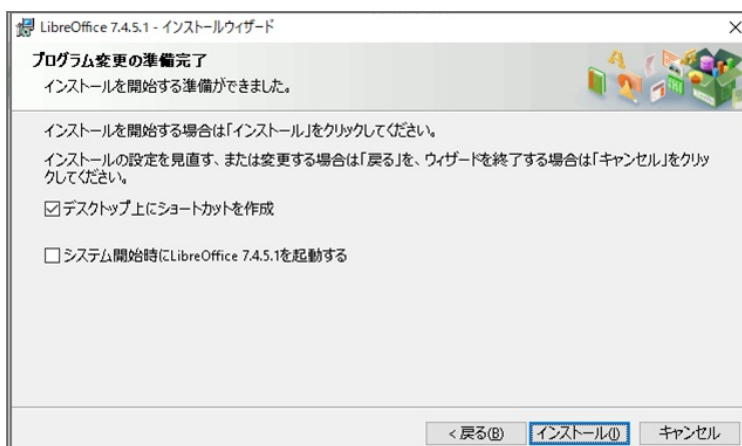 LibreOffice 7.4.5.1 - インストールウィザード
プログラム変更の準備完了
インストールを開始する準備ができました。
インストールを開始する場合は「インストール」をクリックしてください。
インストールの設定を見直す、または変更する場合は「戻る」を、ウィザードを終了する場合は「キャンセル」をクリッ
クしてください。
デスクトップ上にショートカットを作成
システム開始時にLibreOffice 7.4.5.1を起動する
< 戻る(B) インストール(I) キャンセル